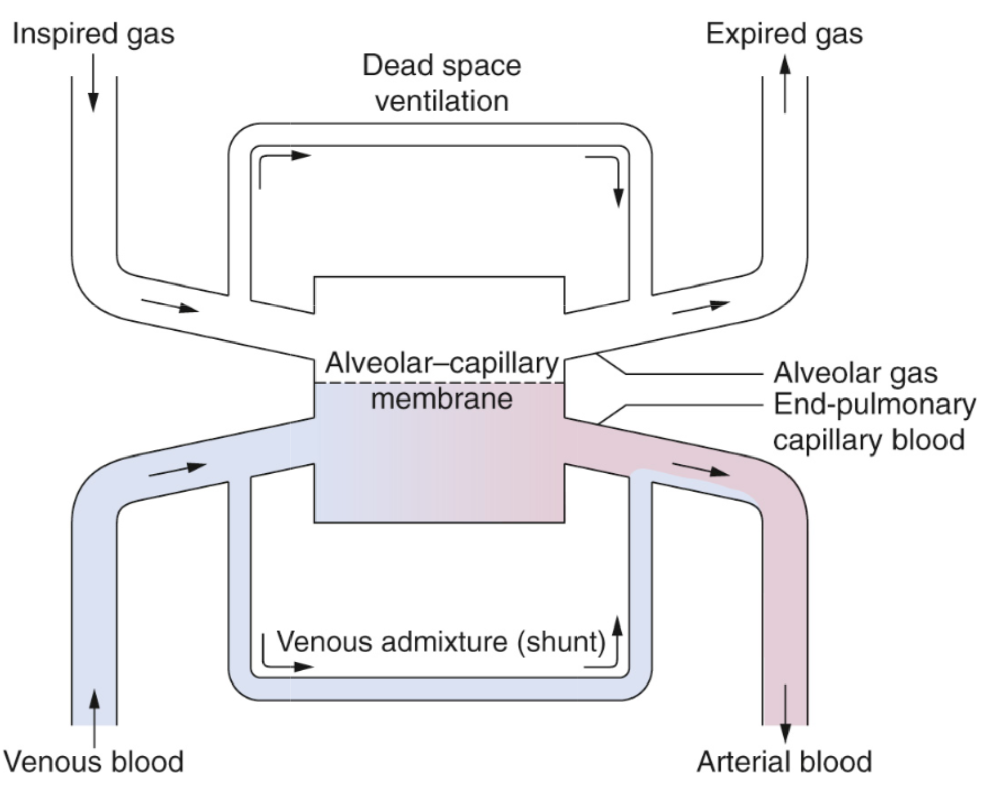 Inspired gas
Expired gas
Dead space
ventilation
Alveolar–capillary
membrane
Alveolar gas
End-pulmonary
capillary blood
Venous admixture (shunt)
Venous blood
Arterial blood